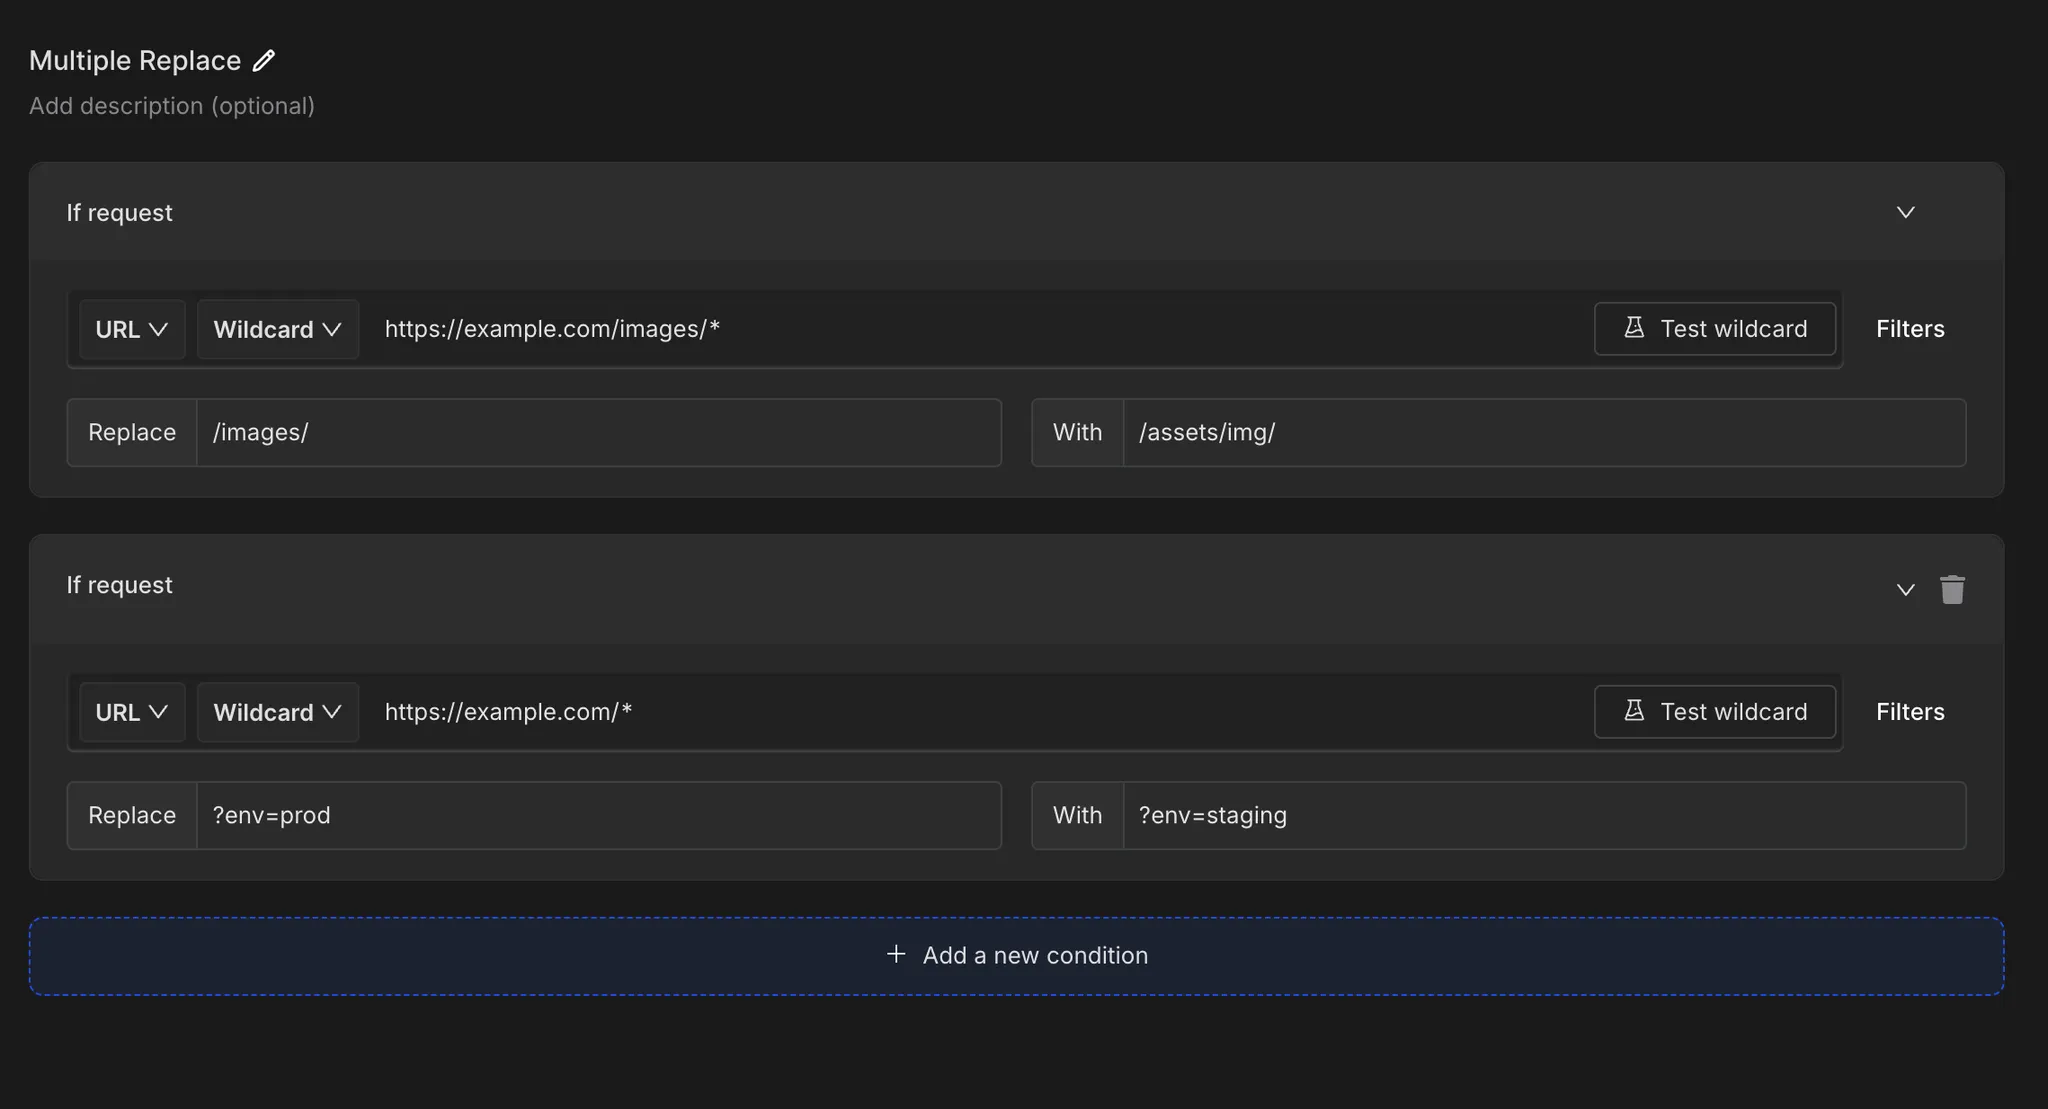 Multiple Replace
Add description (optional)
If request
URL Wildcard https://example.com/images/* Test wildcard Filters
Replace /images/ With /assets/img/
If request
URL Wildcard https://example.com/* Test wildcard Filters
Replace ?env=prod With ?env=staging
+ Add a new condition